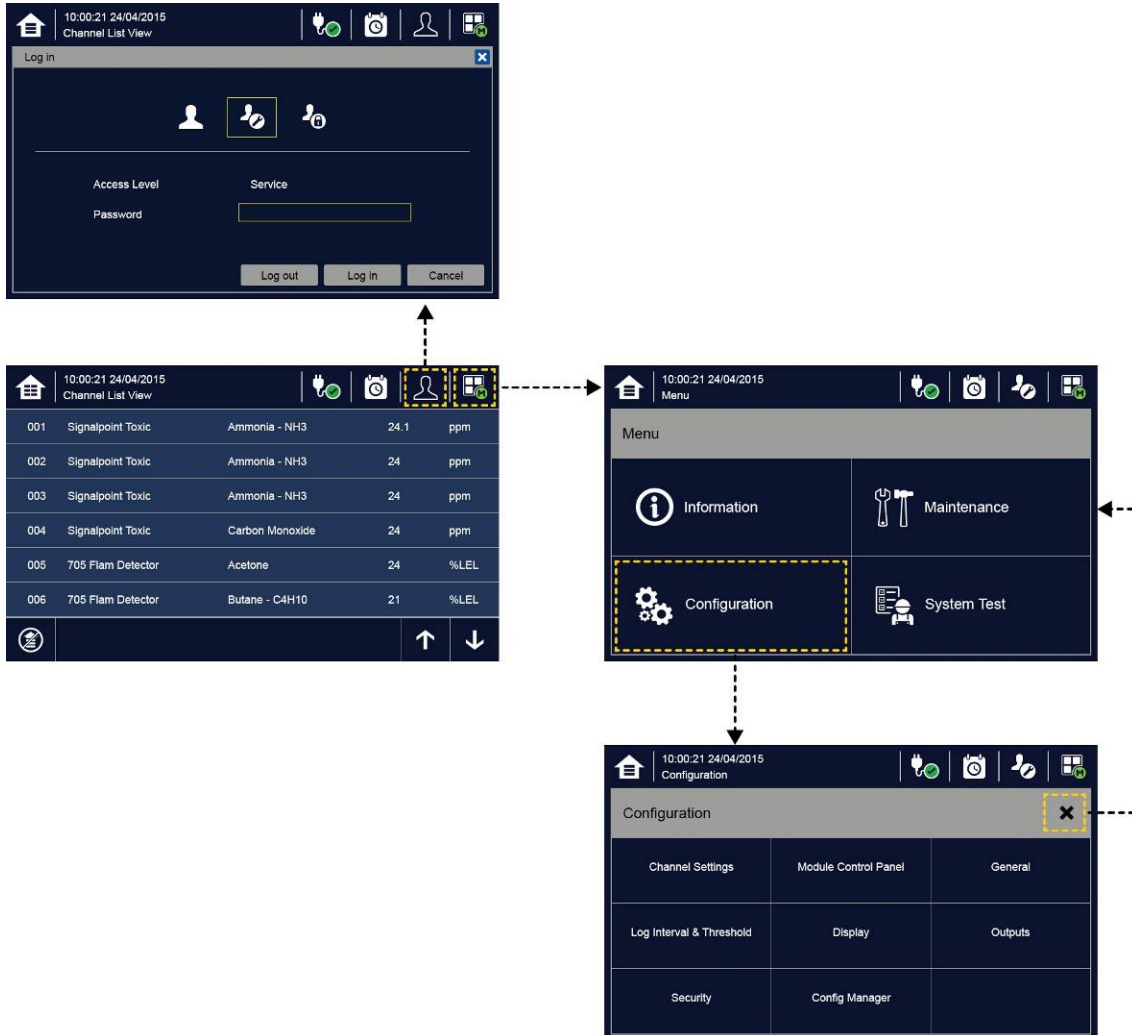 10:00:21 24/04/2015
Channel List View
Log in
Access Level Service
Password
Log out Log in Cancel
10:00:21 24/04/2015
Channel List View
001 Signalpoint Toxic Ammonia - NH3 24.1 ppm
002 Signalpoint Toxic Ammonia - NH3 24 ppm
003 Signalpoint Toxic Ammonia - NH3 24 ppm
004 Signalpoint Toxic Carbon Monoxide 24 ppm
005 705 Flam Detector Acetone 24 %LEL
006 705 Flam Detector Butane - C4H10 21 %LEL
10:00:21 24/04/2015
Menu
Menu
Information Maintenance
Configuration System Test
10:00:21 24/04/2015
Configuration
Configuration
Channel Settings Module Control Panel General
Log Interval & Threshold Display Outputs
Security Config Manager